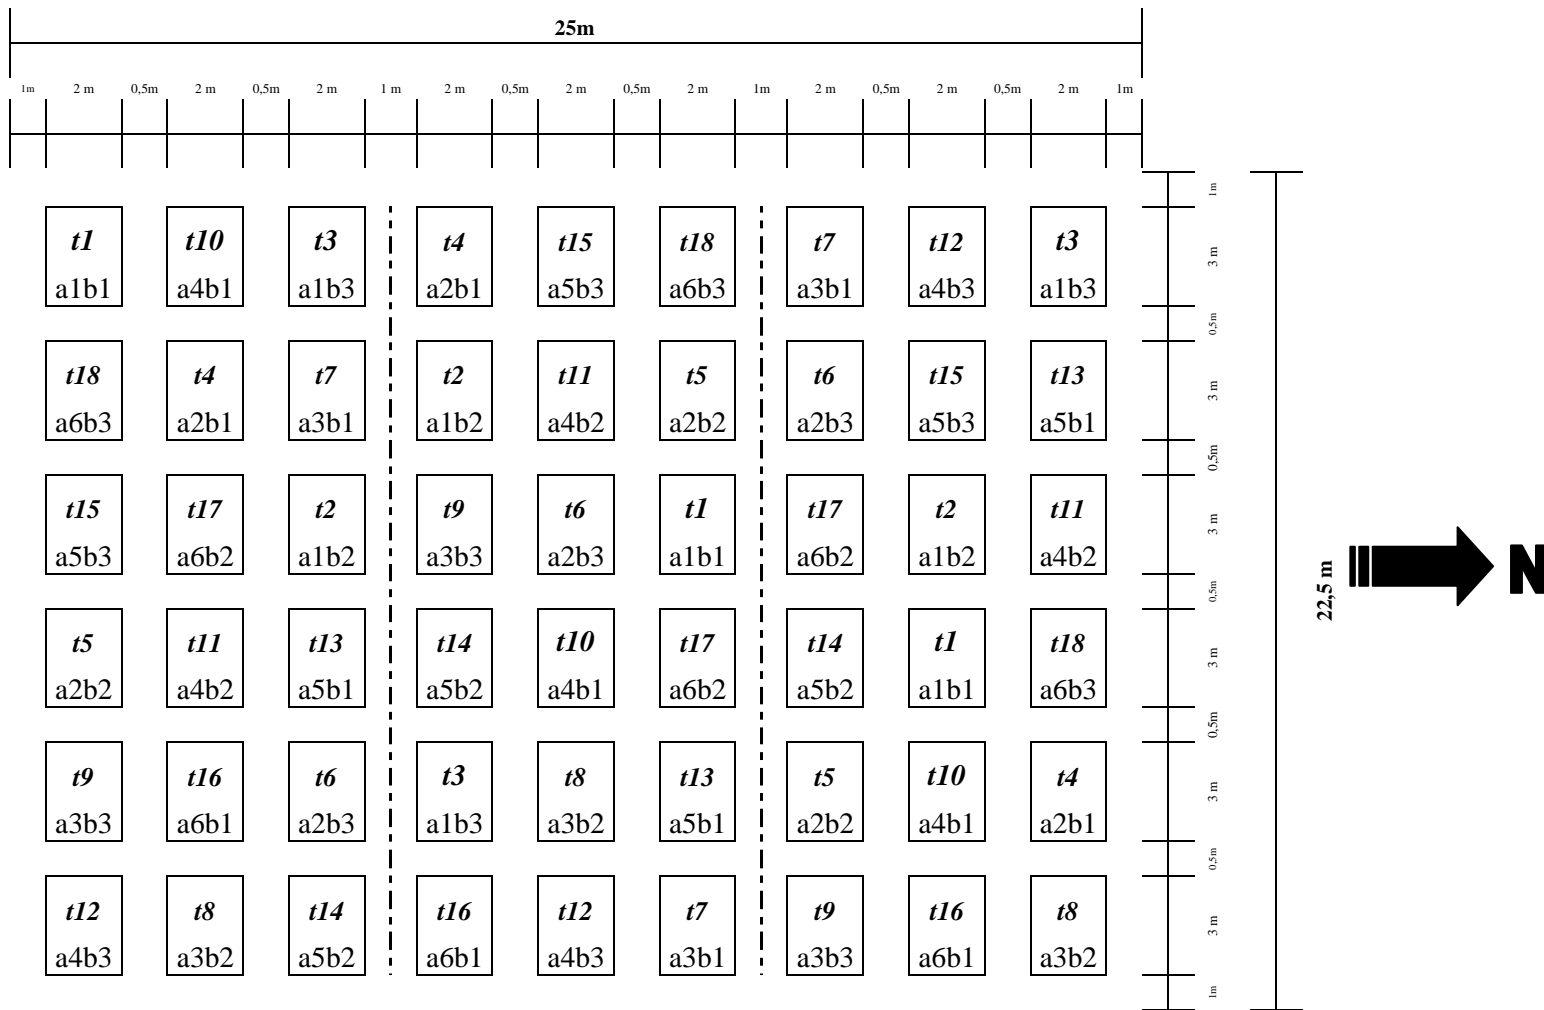 25m
1m 2 m 0,5m 2 m 0,5m 2 m 1 m 2 m 0,5m 2 m 0,5m 2 m 1m 2 m 0,5m 2 m 0,5m 2 m 1m
1m
t1 t10 t3 t4 t15 t18 t7 t12 t3
3 m
a1b1 a4b1 a1b3 a2b1 a5b3 a6b3 a3b1 a4b3 a1b3
0,5m
t18 t4 t7 t2 t11 t5 t6 t15 t13
3 m
a6b3 a2b1 a3b1 a1b2 a4b2 a2b2 a2b3 a5b3 a5b1
0,5m
t15 t17 t2 t9 t6 t1 t17 t2 t11
3 m
a5b3 a6b2 a1b2 a3b3 a2b3 a1b1 a6b2 a1b2 a4b2
N
22,5 m
0,5m
t5 t11 t13 t14 t10 t17 t14 t1 t18
3 m
a2b2 a4b2 a5b1 a5b2 a4b1 a6b2 a5b2 a1b1 a6b3
0,5m
t9 t16 t6 t3 t8 t13 t5 t10 t4
3 m
a3b3 a6b1 a2b3 a1b3 a3b2 a5b1 a2b2 a4b1 a2b1
0,5m
t12 t8 t14 t16 t12 t7 t9 t16 t8
3 m
a4b3 a3b2 a5b2 a6b1 a4b3 a3b1 a3b3 a6b1 a3b2
1m